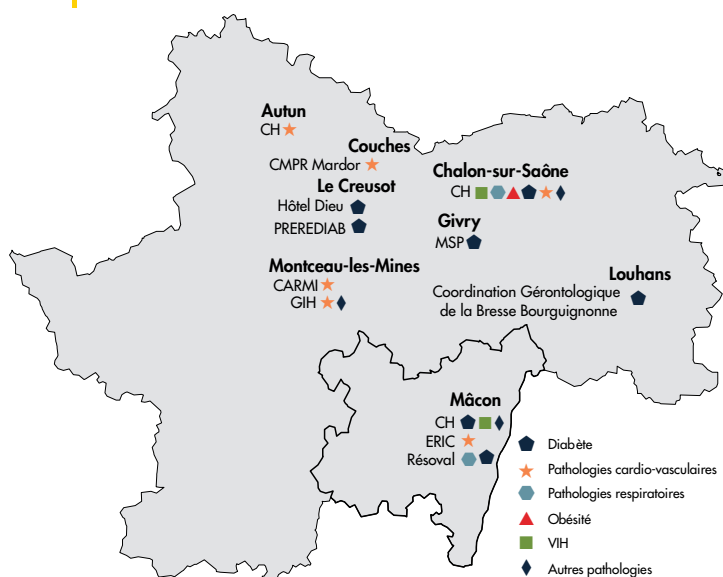 Autun
CH
Couches
CMPR Mardor
Le Creusot
Hôtel Dieu
PREREDIAB
Chalon-sur-Saône
CH
Givry
MSP
Montceau-les-Mines
CARMI
GIH
Louhans
Coordination Gérontologique
de la Bresse Bourguignonne
Mâcon
CH
ERIC
Résoval
Diabète
Pathologies cardio-vasculaires
Pathologies respiratoires
Obésité
VIH
Autres pathologies